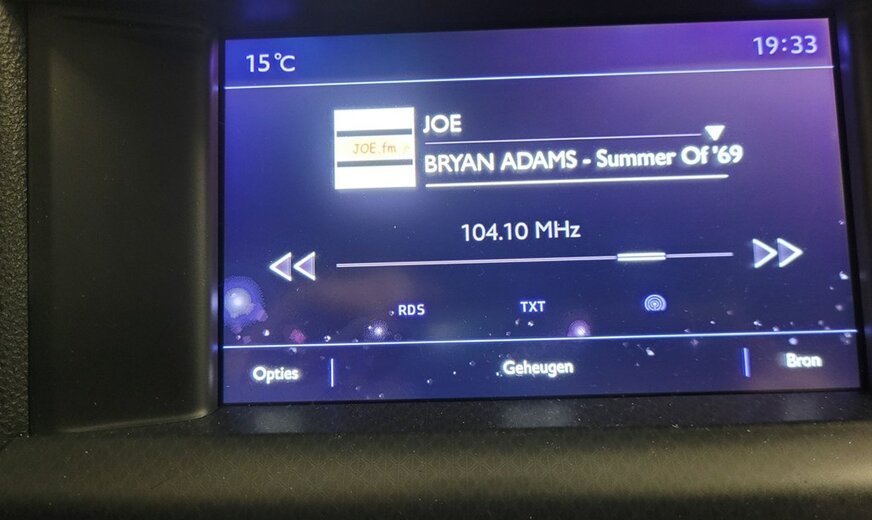 15°C
19:33
JOE
JOE.fm
BRYAN ADAMS - Summer Of '69
104.10 MHz
RDS
TXT
Opties
Geheugen
Bron